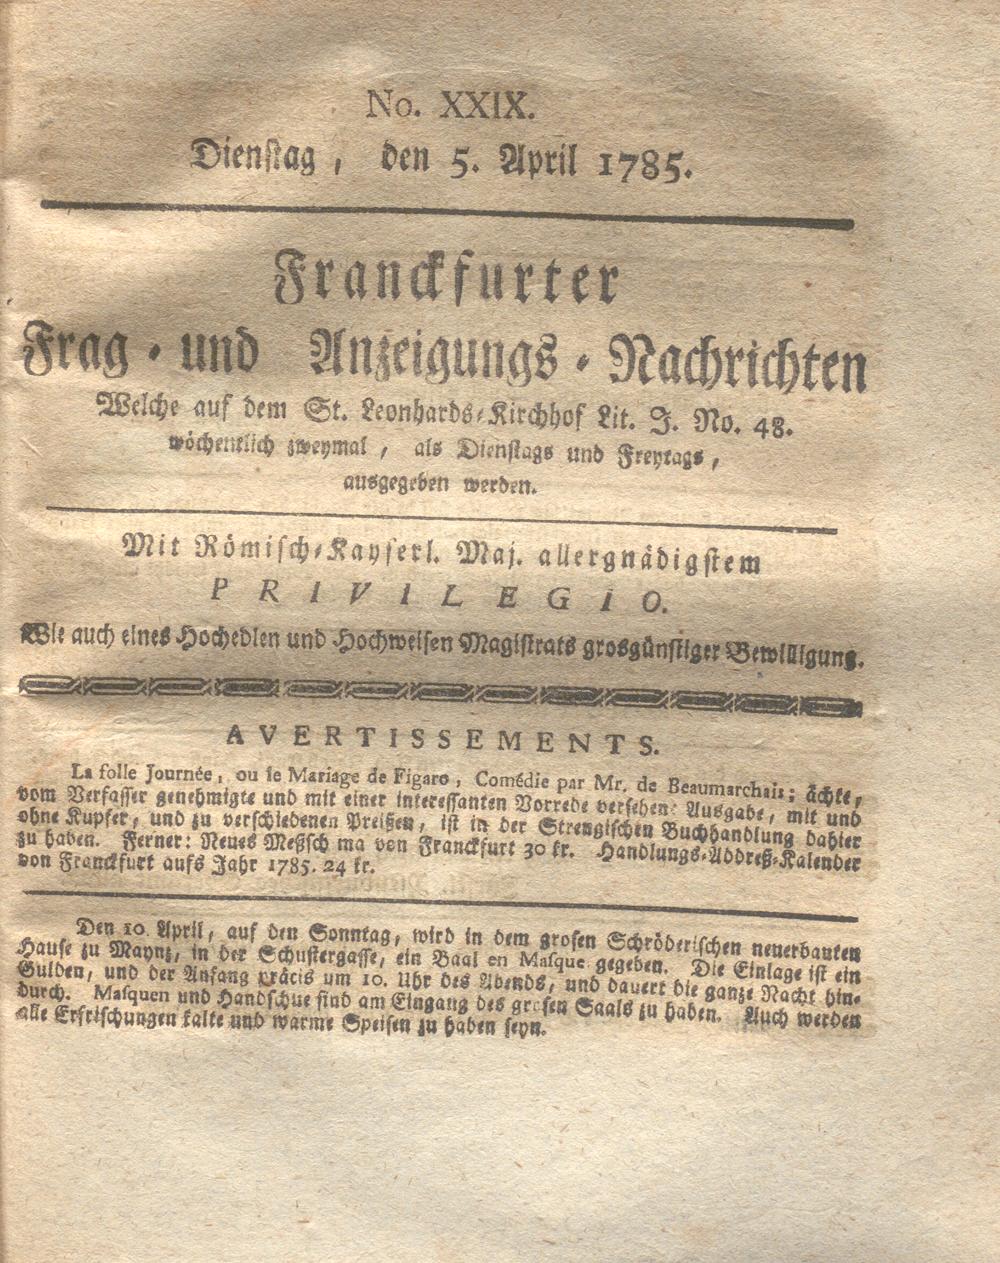 No. XXIX.
Dienstag, den 5. April 1785.
Franckfurter
Frag- und Anzeigungs-Nachrichten
Welche auf dem St. Leonhards-Kirchhof Lit. J. No. 48.
wöchentlich zweymal, als Dienstags und Freytags,
ausgegeben werden.
Mit Römisch-Kayserl. Maj. allergnädigstem
PRIVILEGIO.
Wie auch eines Hochedlen und Hochweisen Magistrats grosgünstiger Bewilligung.
AVERTISSEMENTS.
La folle Journée, ou le Mariage de Figaro, Comédie par Mr. de Beaumarchais; ächte,
vom Verfasser genehmigte und mit einer interessanten Vorrede versehene Ausgabe, mit und
ohne Kupfer, und zu verschiedenen Preißen, ist in der Strengischen Buchhandlung dahier
zu haben. Ferner: Neues Meßschema von Franckfurt 30 kr. Handlungs-Addreß-Kalender
von Franckfurt aufs Jahr 1785. 24 kr.
Den 10. April, auf den Sonntag, wird in dem grosen Schröderischen neuerbauten
Hause zu Maynz, in der Schustergasse, ein Baal en Masque gegeben. Die Einlage ist ein
Gulden, und der Anfang präcis um 10. Uhr des Abends, und dauert die ganze Nacht hin-
durch. Masquen und Handschue sind am Eingang des grosen Saals zu haben. Auch werden
alle Erfrischungen kalte und warme Speisen zu haben seyn.